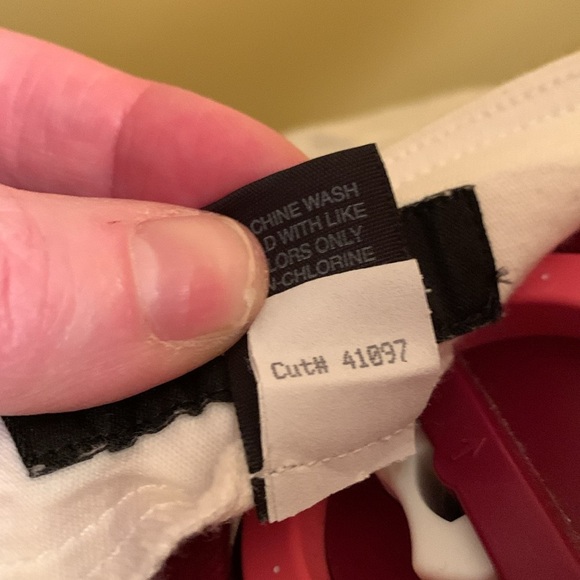 CHINE WASH
D WITH LIKE
LORS ONLY
N-CHLORINE
Cut# 41097